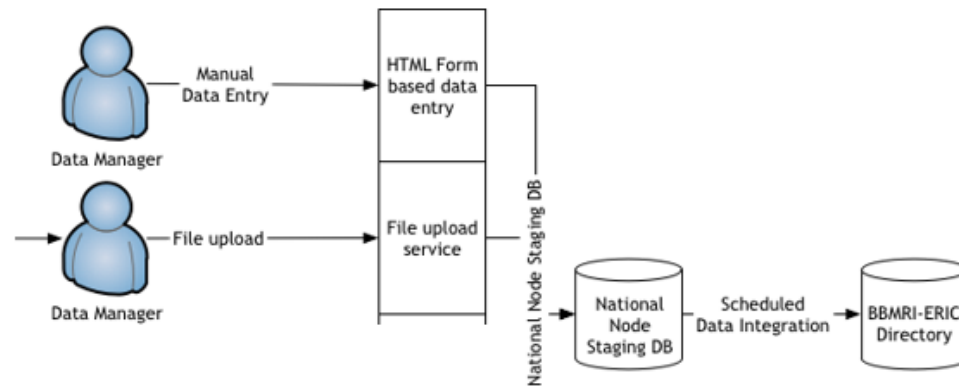 Manual
Data Entry
HTML Form
based data
entry
Data Manager
File upload
File upload
service
Data Manager
National Node Staging DB
National
Node
Staging DB
Scheduled
Data Integration
BBMRI-ERIC
Directory